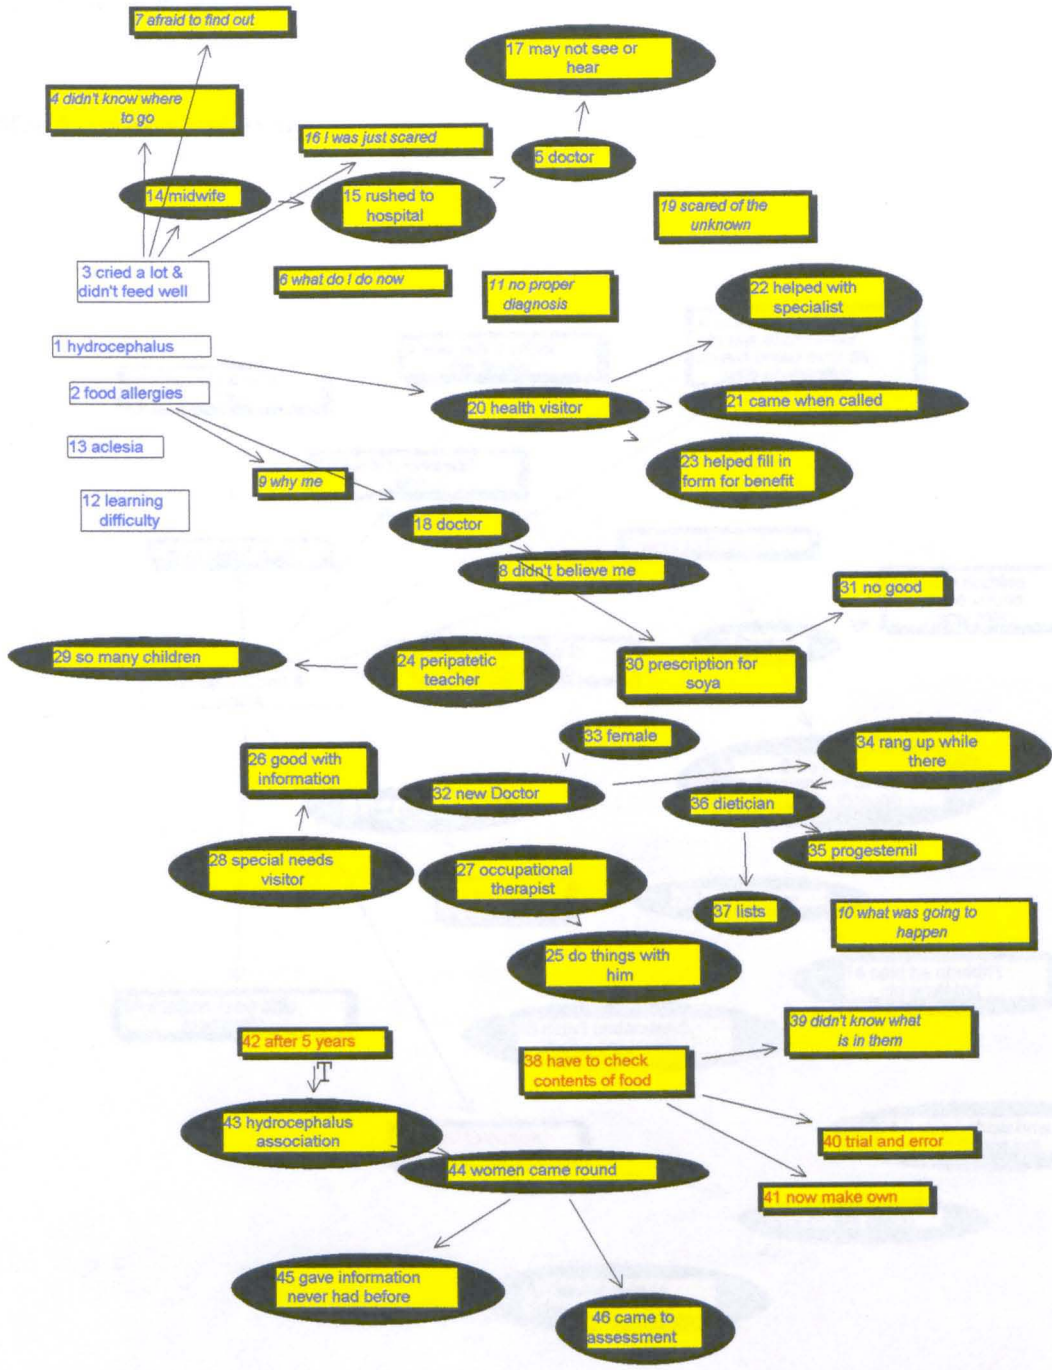 7 afraid to find out
17 may not see or
hear
4 didn't know where
to go
16 I was just scared
5 doctor
14 midwife
15 rushed to
hospital
19 scared of the
unknown
3 cried a lot &
didn't feed well
6 what do I do now
11 no proper
diagnosis
22 helped with
specialist
1 hydrocephalus
2 food allergies
20 health visitor
21 came when called
13 aclesia
23 helped fill in
form for benefit
9 why me
12 learning
difficulty
18 doctor
8 didn't believe me
31 no good
29 so many children
24 peripatetic
teacher
30 prescription for
soya
33 female
34 rang up while
there
26 good with
information
32 new Doctor
36 dietician
35 progestemil
28 special needs
visitor
27 occupational
therapist
37 lists
10 what was going to
happen
25 do things with
him
39 didn't know what
is in them
42 after 5 years
38 have to check
contents of food
T
43 hydrocephalus
association
40 trial and error
44 women came round
41 now make own
45 gave information
never had before
46 came to
assessment